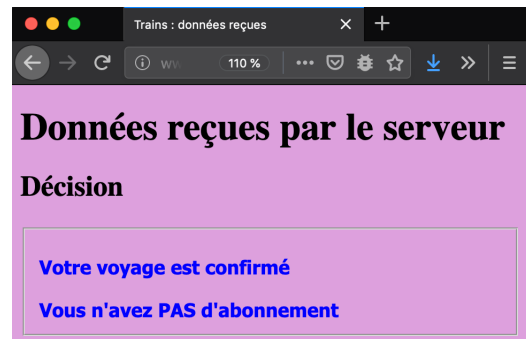 Trains : données reçues
110 %
Données reçues par le serveur
Décision
Votre voyage est confirmé
Vous n'avez PAS d'abonnement